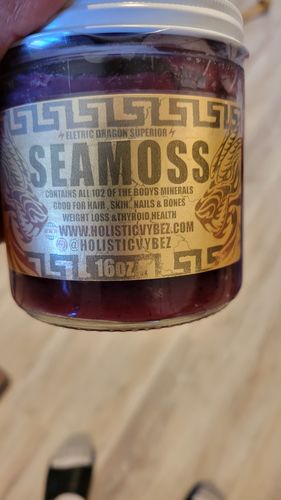 ELETRIC DRAGON SUPERIOR
SEAMOSS
CONTAINS ALL 102 OF THE BODYS MINERALS
GOOD FOR HAIR, SKIN, NAILS & BONES
WEIGHT LOSS &THYROID HEALTH
WWW.HOLISTICVYBEZ.COM
@HOLISTICVYBEZ
16oz